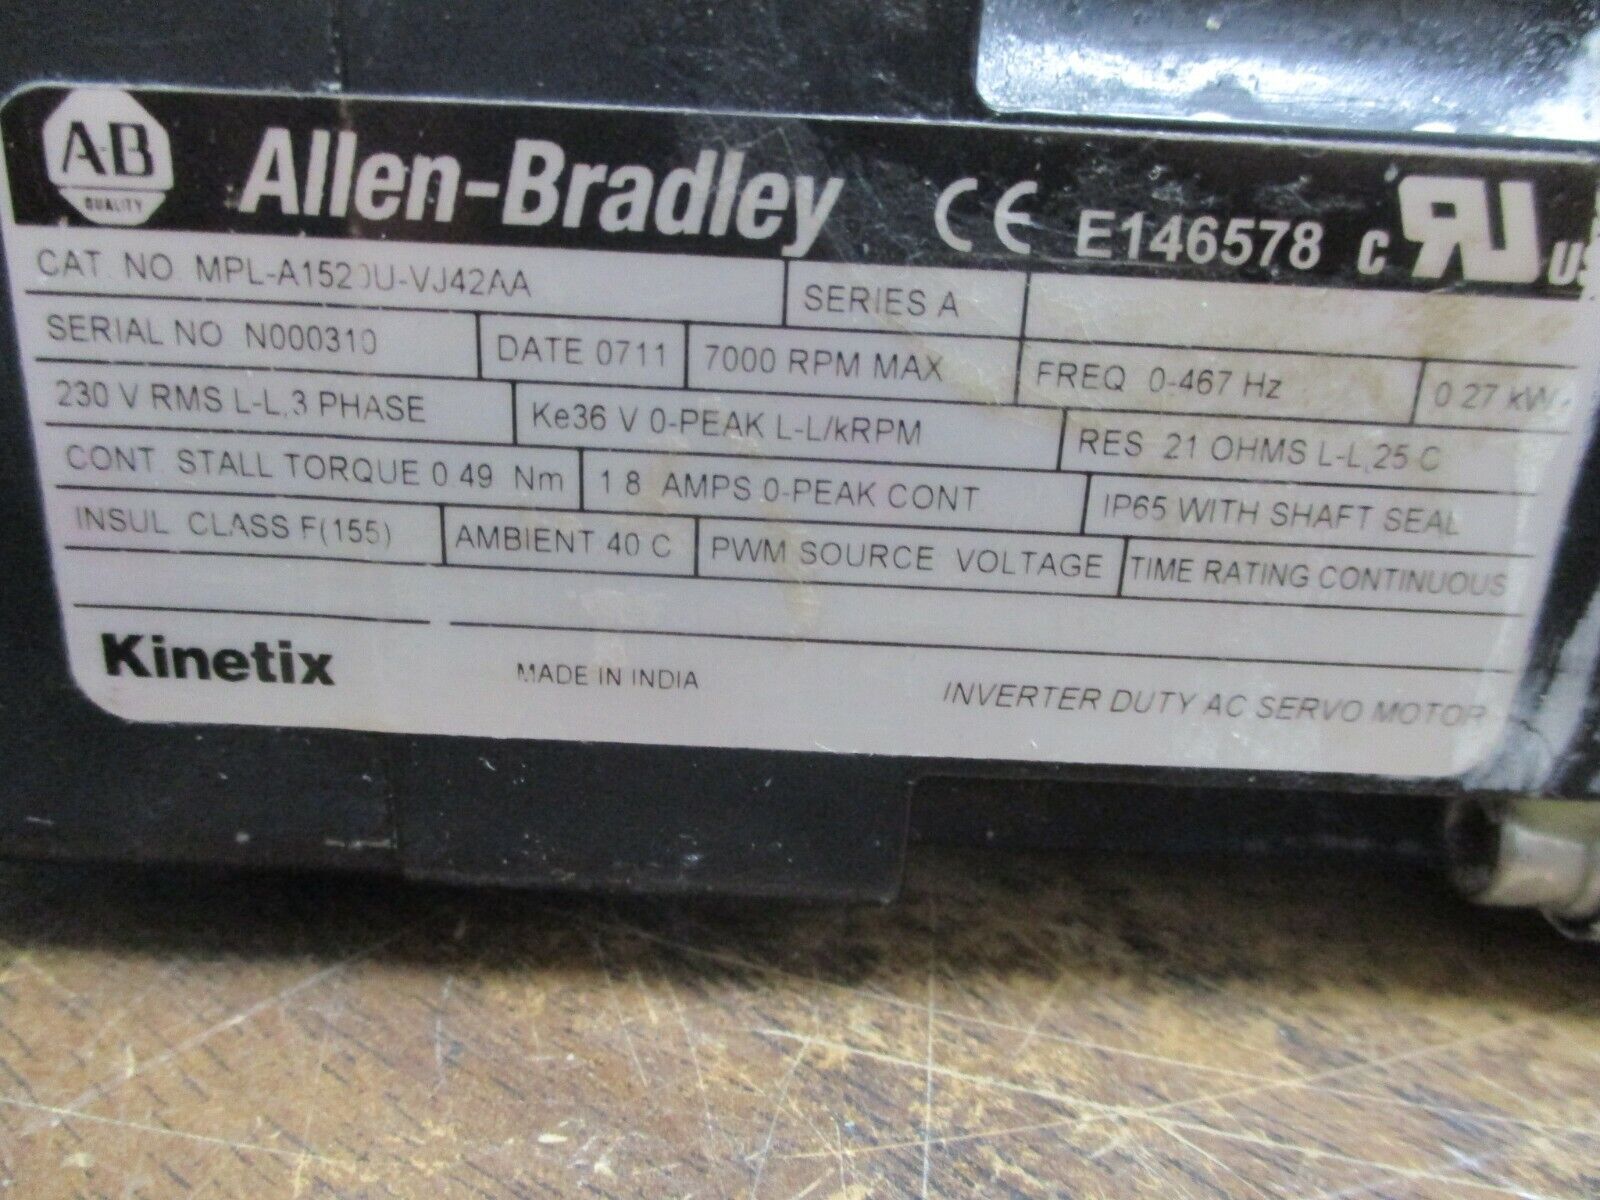 A-B
QUALITY
Allen-Bradley CE E146578 c RU US
CAT. NO. MPL-A1520U-VJ42AA SERIES A
SERIAL NO N000310 DATE 0711 7000 RPM MAX FREQ 0-467 Hz 0.27 kW
230 V RMS L-L,3 PHASE Ke36 V 0-PEAK L-L/kRPM RES 21 OHMS L-L,25 C
CONT. STALL TORQUE 0.49 Nm 1.8 AMPS 0-PEAK CONT IP65 WITH SHAFT SEAL
INSUL CLASS F(155) AMBIENT 40 C PWM SOURCE VOLTAGE TIME RATING CONTINUOUS
Kinetix MADE IN INDIA INVERTER DUTY AC SERVO MOTOR